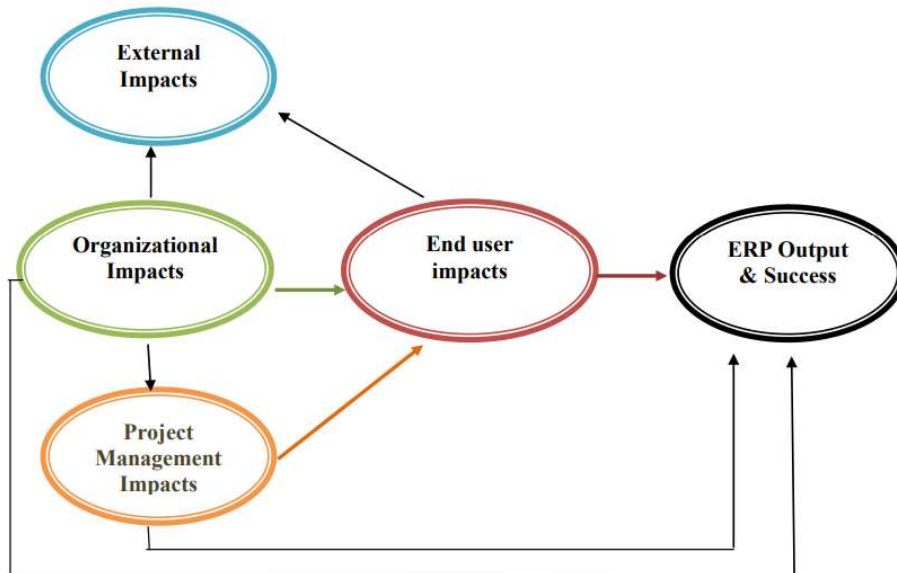 External
Impacts
Organizational
Impacts
End user
impacts
ERP Output
& Success
Project
Management
Impacts